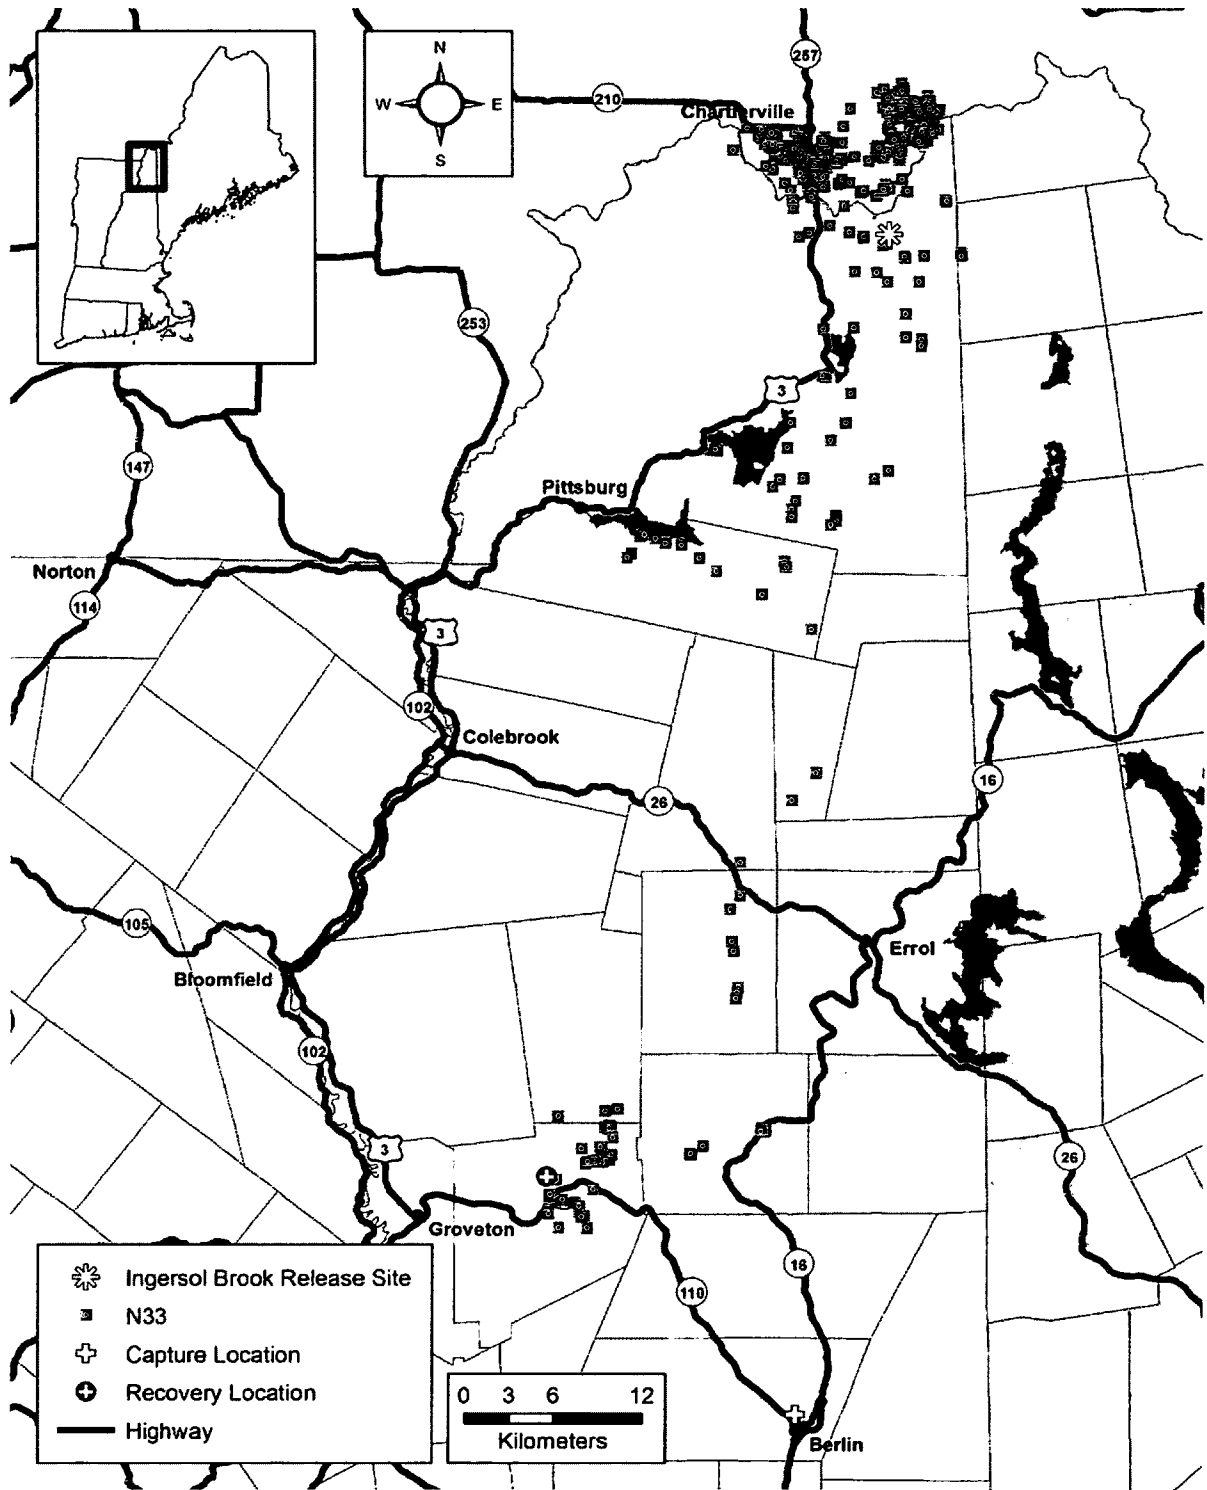 N
W
E
S
257
210
Chartierville
253
3
147
Pittsburg
Norton
114
3
102
Colebrook
26
16
105
Errol
Bloomfield
102
3
26
Groveton
16
110
Ingersol Brook Release Site
N33
Capture Location
Recovery Location
Highway
0 3 6 12
Kilometers
Berlin